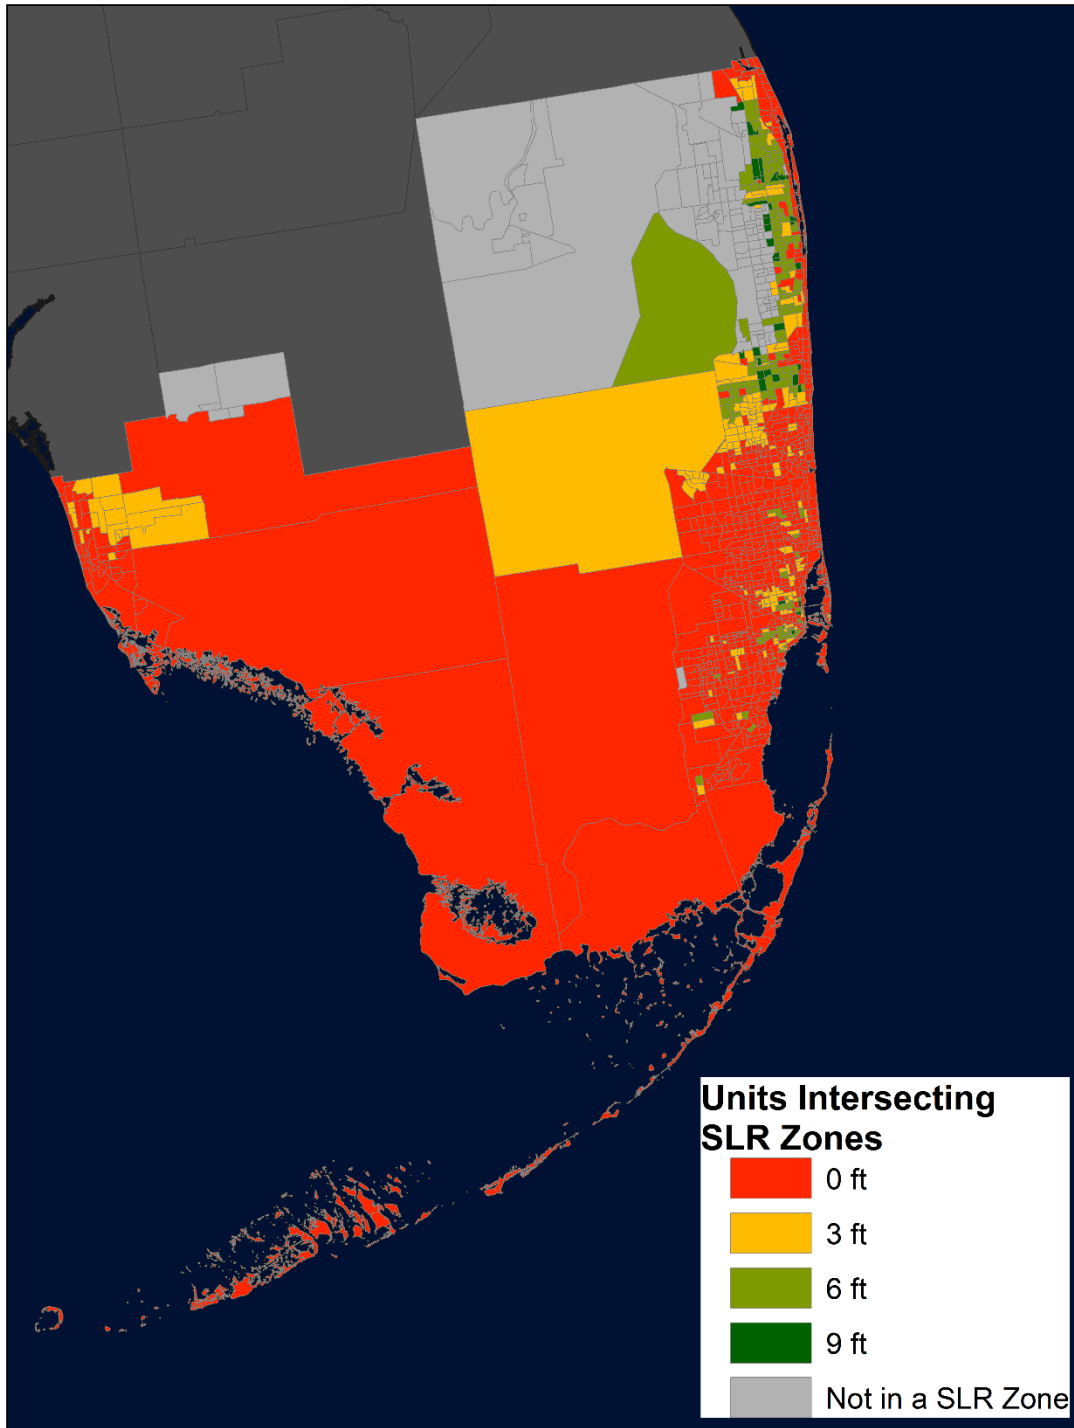 Units Intersecting
SLR Zones
0 ft
3 ft
6 ft
9 ft
Not in a SLR Zone